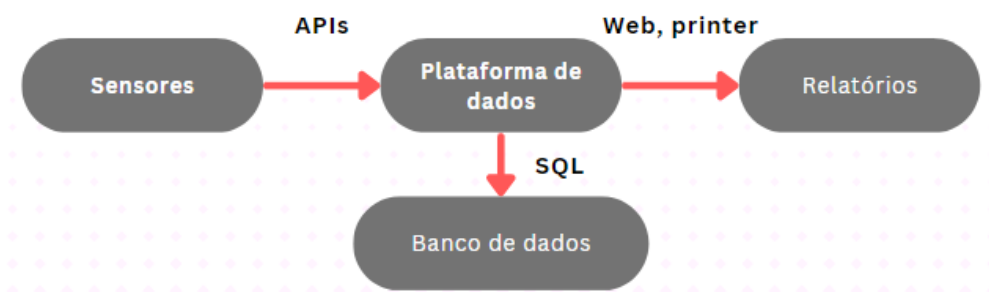 APIs
Web, printer
Sensores
Plataforma de
dados
Relatórios
SQL
Banco de dados